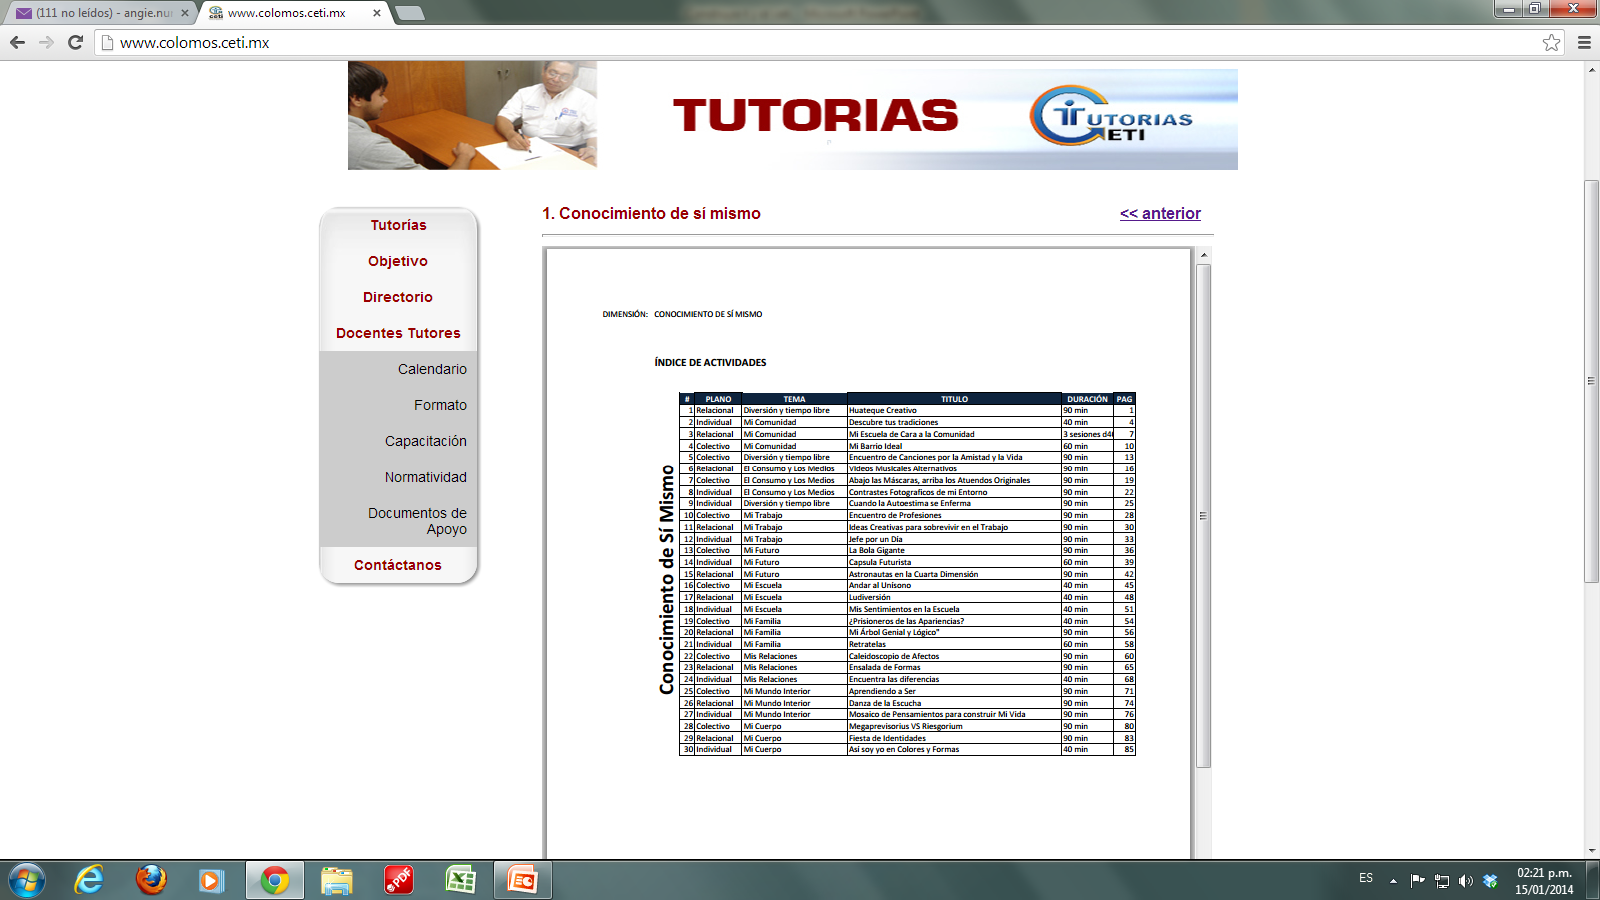 (111 no leídos) - angie.nu
www.colomos.ceti.mx
www.colomos.ceti.mx
TUTORIAS
TUTORIAS
CETI
Tutorías
Objetivo
Directorio
Docentes Tutores
Calendario
Formato
Capacitación
Normatividad
Documentos de
Apoyo
Contáctanos
1. Conocimiento de sí mismo
<< anterior
DIMENSIÓN: CONOCIMIENTO DE SÍ MISMO
ÍNDICE DE ACTIVIDADES
Conocimiento de Sí Mismo
# PLANO TEMA TITULO DURACIÓN PAG
1 Relacional Diversión y tiempo libre Huateque Creativo 90 min 1
2 Individual Mi Comunidad Descubre tus tradiciones 40 min 4
3 Relacional Mi Comunidad Mi Escuela de Cara a la Comunidad 3 sesiones d40 7
4 Colectivo Mi Comunidad Mi Barrio Ideal 60 min 10
5 Colectivo Diversión y tiempo libre Encuentro de Canciones por la Amistad y la Vida 90 min 13
6 Relacional El Consumo y Los Medios Videos Musicales Alternativos 90 min 16
7 Colectivo El Consumo y Los Medios Abajo las Máscaras, arriba los Atuendos Originales 90 min 19
8 Individual El Consumo y Los Medios Contrastes Fotograficos de mi Entorno 90 min 22
9 Individual Diversión y tiempo libre Cuando la Autoestima se Enferma 90 min 25
10 Colectivo Mi Trabajo Encuentro de Profesiones 90 min 28
11 Relacional Mi Trabajo Ideas Creativas para sobrevivir en el Trabajo 90 min 30
12 Individual Mi Trabajo Jefe por un Día 90 min 33
13 Colectivo Mi Futuro La Bola Gigante 90 min 36
14 Individual Mi Futuro Capsula Futurista 60 min 39
15 Relacional Mi Futuro Astronautas en la Cuarta Dimensión 90 min 42
16 Colectivo Mi Escuela Andar al Unísono 40 min 45
17 Relacional Mi Escuela Ludiversión 40 min 48
18 Individual Mi Escuela Mis Sentimientos en la Escuela 40 min 51
19 Colectivo Mi Familia ¿Prisioneros de las Apariencias? 40 min 54
20 Relacional Mi Familia Mi Árbol Genial y Lógico" 90 min 56
21 Individual Mi Familia Retratelas 60 min 58
22 Colectivo Mis Relaciones Caleidoscopio de Afectos 90 min 60
23 Relacional Mis Relaciones Ensalada de Formas 90 min 65
24 Individual Mis Relaciones Encuentra las diferencias 40 min 68
25 Colectivo Mi Mundo Interior Aprendiendo a Ser 90 min 71
26 Relacional Mi Mundo Interior Danza de la Escucha 90 min 74
27 Individual Mi Mundo Interior Mosaico de Pensamientos para construir Mi Vida 90 min 76
28 Colectivo Mi Cuerpo Megaprevisorius VS Riesgorium 90 min 80
29 Relacional Mi Cuerpo Fiesta de Identidades 90 min 83
30 Individual Mi Cuerpo Así soy yo en Colores y Formas 40 min 85
PDF
ES
02:21 p.m.
15/01/2014